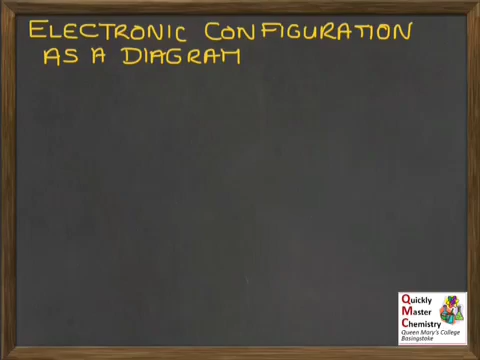 ELECTRONIC CONFIGURATION
AS A DIAGRAM
Quickly
Master
Chemistry
Queen Mary's College
Basingstoke